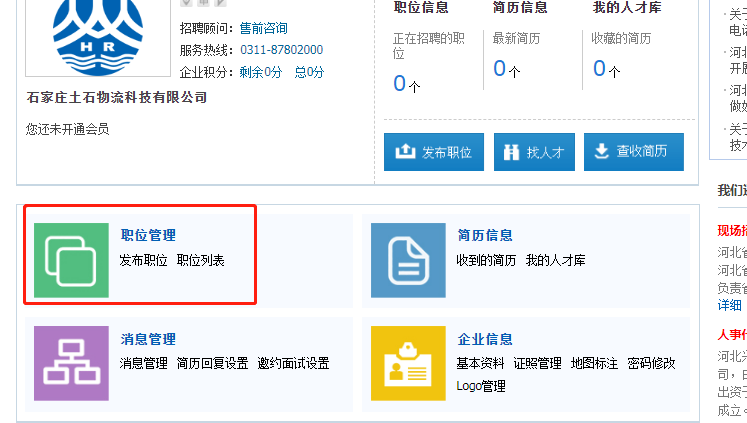 HR
招聘顾问：售前咨询
服务热线：0311-87802000
企业积分：剩余0分 总0分
石家庄土石物流科技有限公司
您还未开通会员
职位信息
正在招聘的职
位
0个
简历信息
最新简历
0个
我的人才库
收藏的简历
0个
发布职位
找人才
查收简历
职位管理
发布职位 职位列表
简历信息
收到的简历 我的人才库
消息管理
消息管理 简历回复设置 邀约面试设置
企业信息
基本资料 证照管理 地图标注 密码修改
Logo管理
·关于
电话
·河北
开展
·河北
做好
·关于
技术
我们
现场招
河北省
河北省
负责省
详细
人事代
河北
司，
出资
成立。